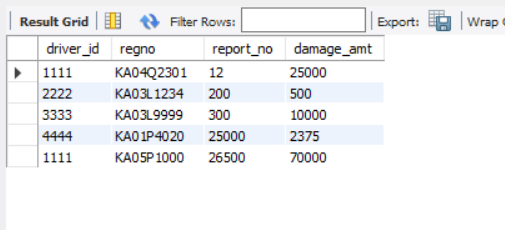 Result Grid Filter Rows: Export: Wrap
driver_id regno report_no damage_amt
1111 KA04Q2301 12 25000
2222 KA03L1234 200 500
3333 KA03L9999 300 10000
4444 KA01P4020 25000 2375
1111 KA05P1000 26500 70000